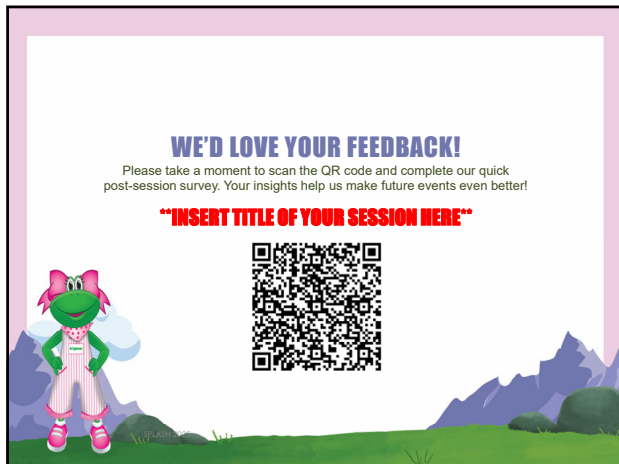 WE'D LOVE YOUR FEEDBACK!
Please take a moment to scan the QR code and complete our quick
post-session survey. Your insights help us make future events even better!
**INSERT TITLE OF YOUR SESSION HERE**
SPLASH